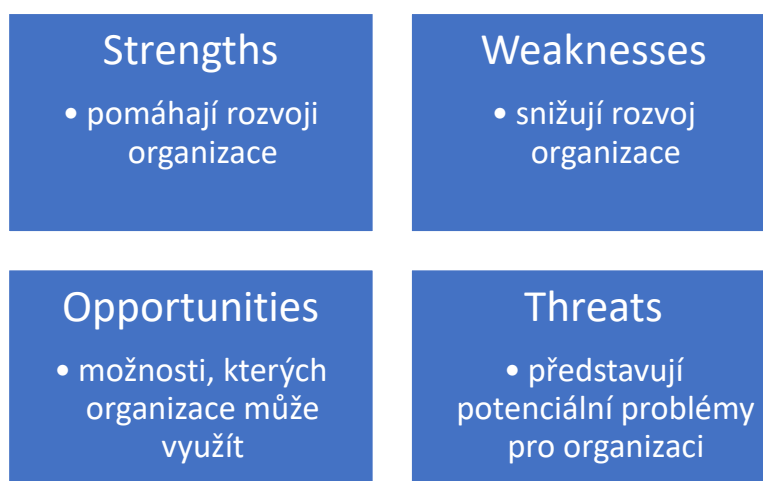 Strengths
• pomáhají rozvoji
organizace
Weaknesses
• snižují rozvoj
organizace
Opportunities
• možnosti, kterých
organizace může
využít
Threats
• představují
potenciální problémy
pro organizaci